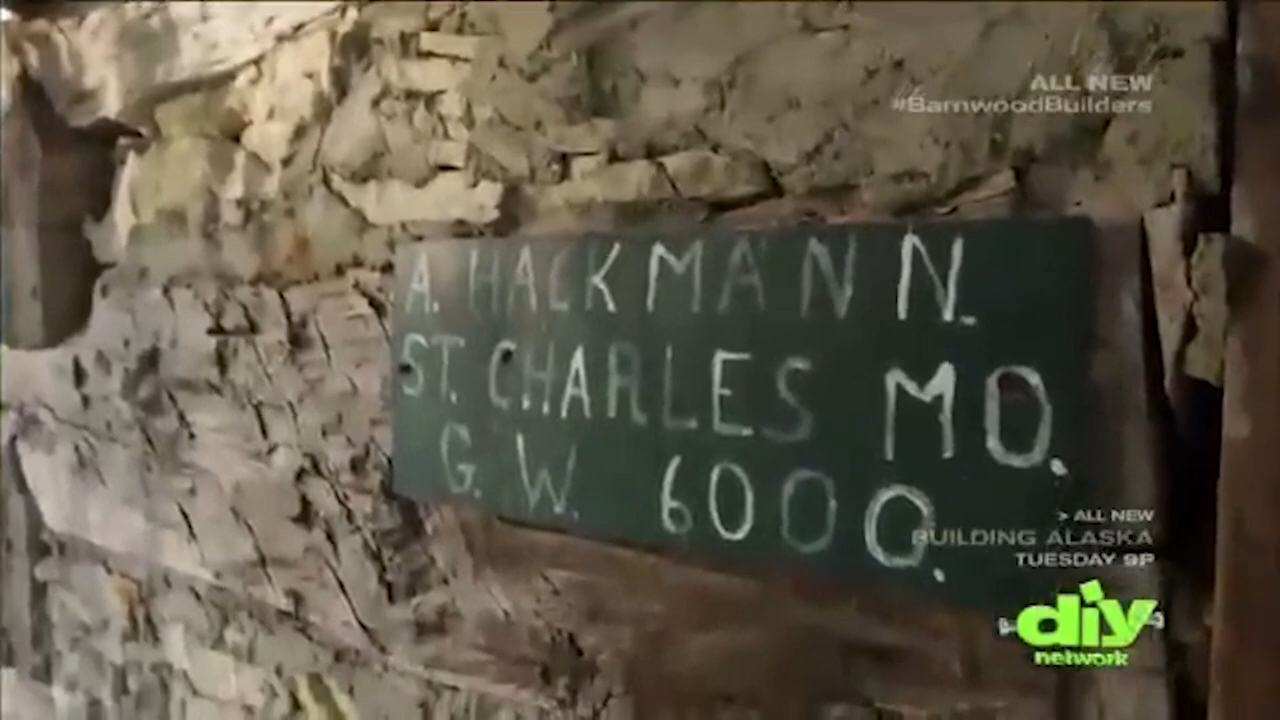 ALL NEW
#BarnwoodBuilders
A. HACKMANN.
ST. CHARLES MO.
G. W. 6000.
> ALL NEW
BUILDING ALASKA
TUESDAY 9P
diy
network